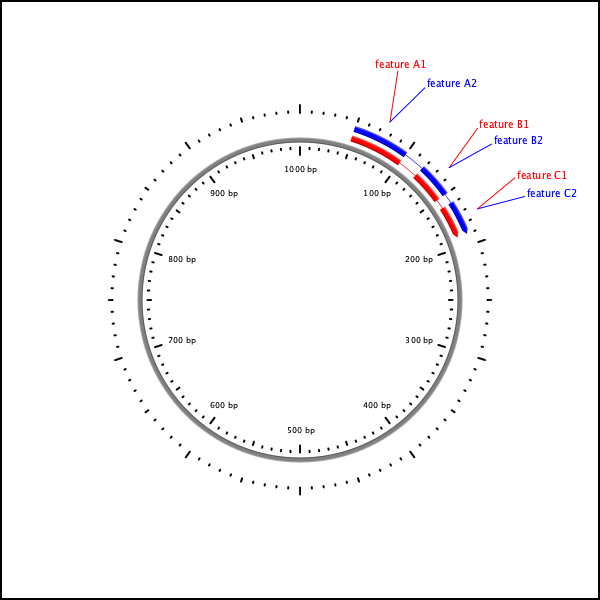 feature A1
feature A2
feature B1
feature B2
feature C1
feature C2
1000 bp
100 bp
200 bp
300 bp
400 bp
500 bp
600 bp
700 bp
800 bp
900 bp